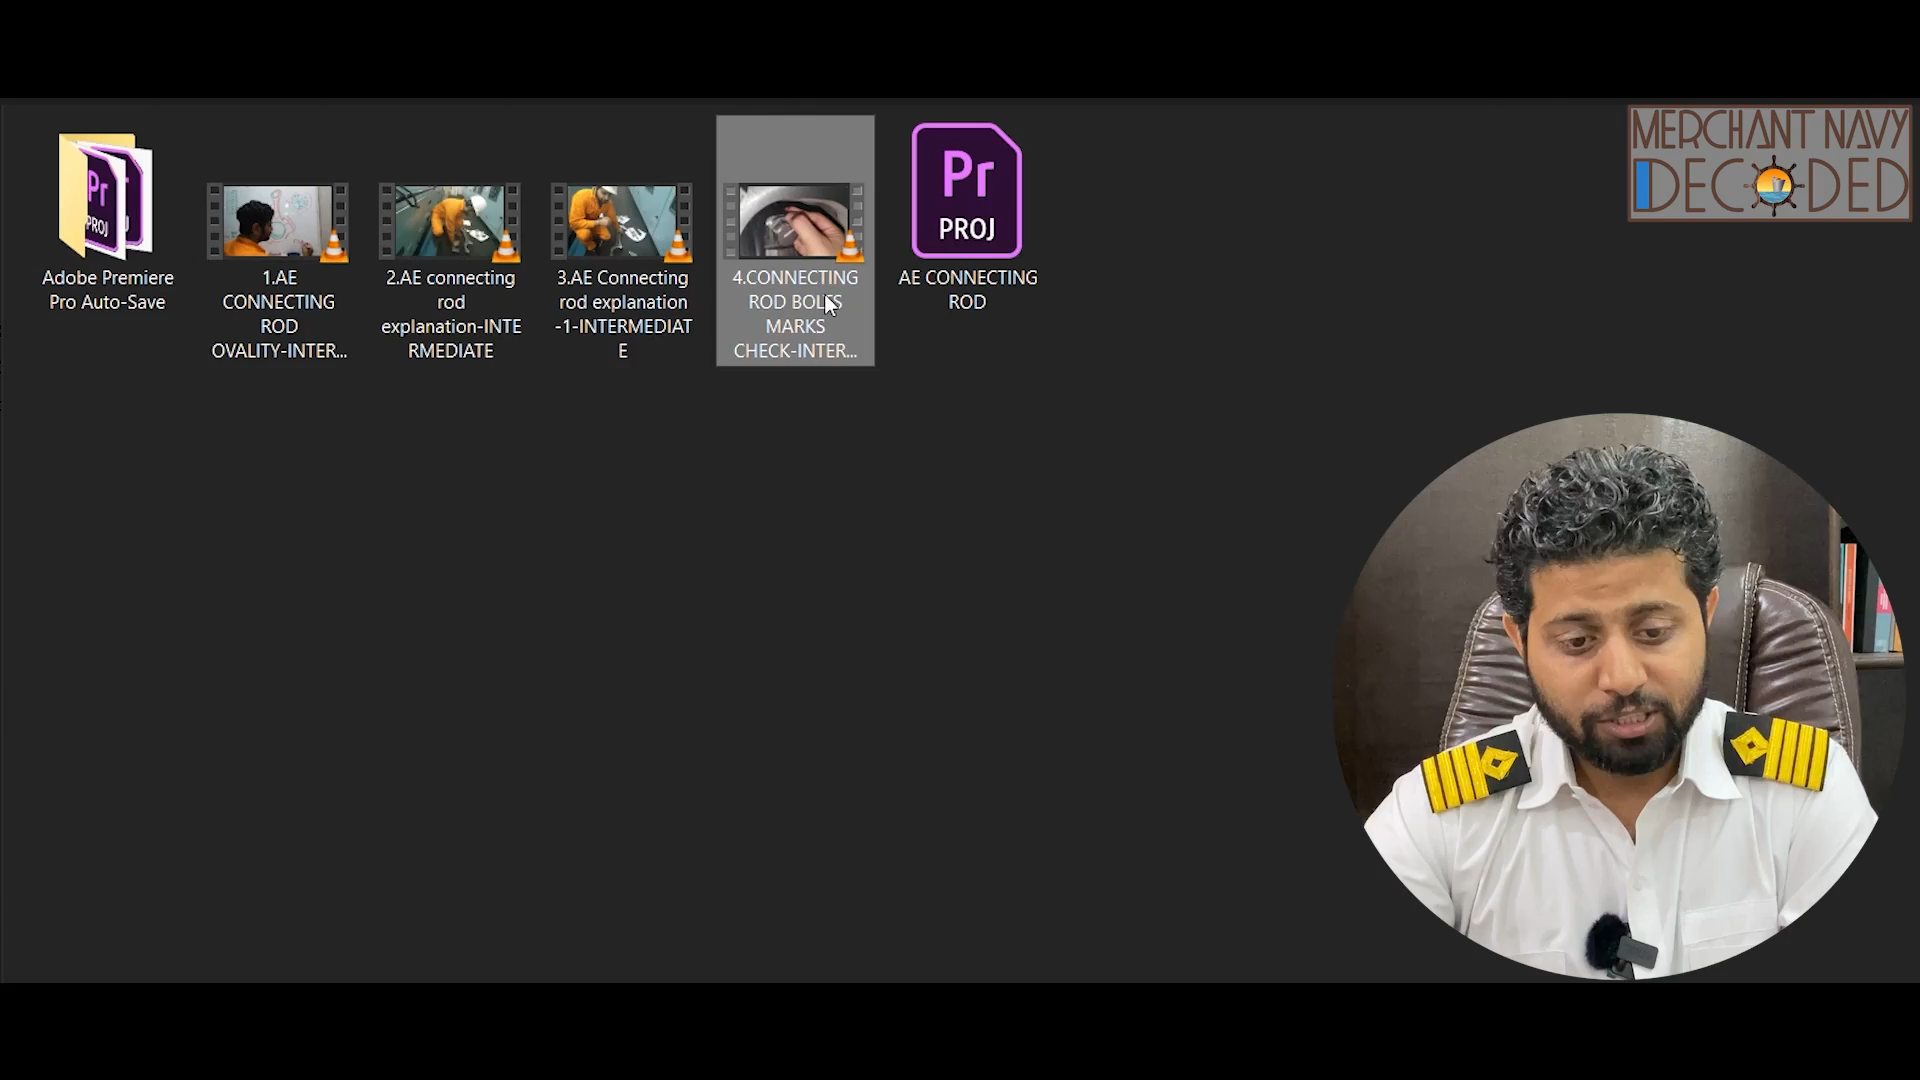 MERCHANT NAVY
DECODED
Adobe Premiere
Pro Auto-Save
1.AE
CONNECTING
ROD
OVALITY-INTER...
2.AE connecting
rod
explanation-INTE
RMEDIATE
3.AE Connecting
rod explanation
-1-INTERMEDIAT
E
4.CONNECTING
ROD BOLTS
MARKS
CHECK-INTER...
Pr
PROJ
AE CONNECTING
ROD
Pr
PROJ